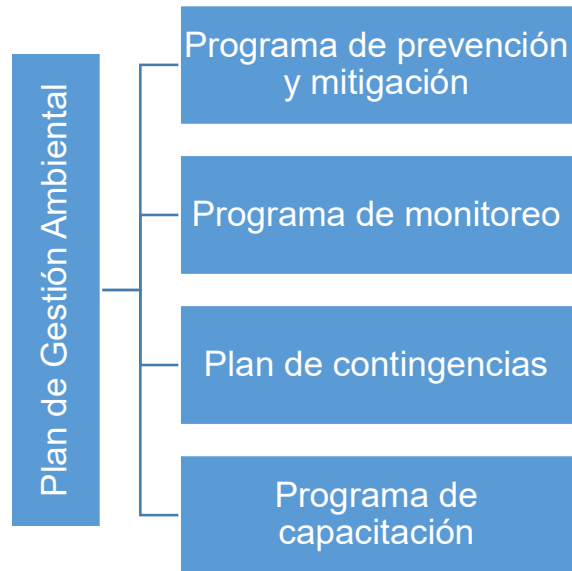 Plan de Gestión Ambiental
Programa de prevención
y mitigación
Programa de monitoreo
Plan de contingencias
Programa de
capacitación